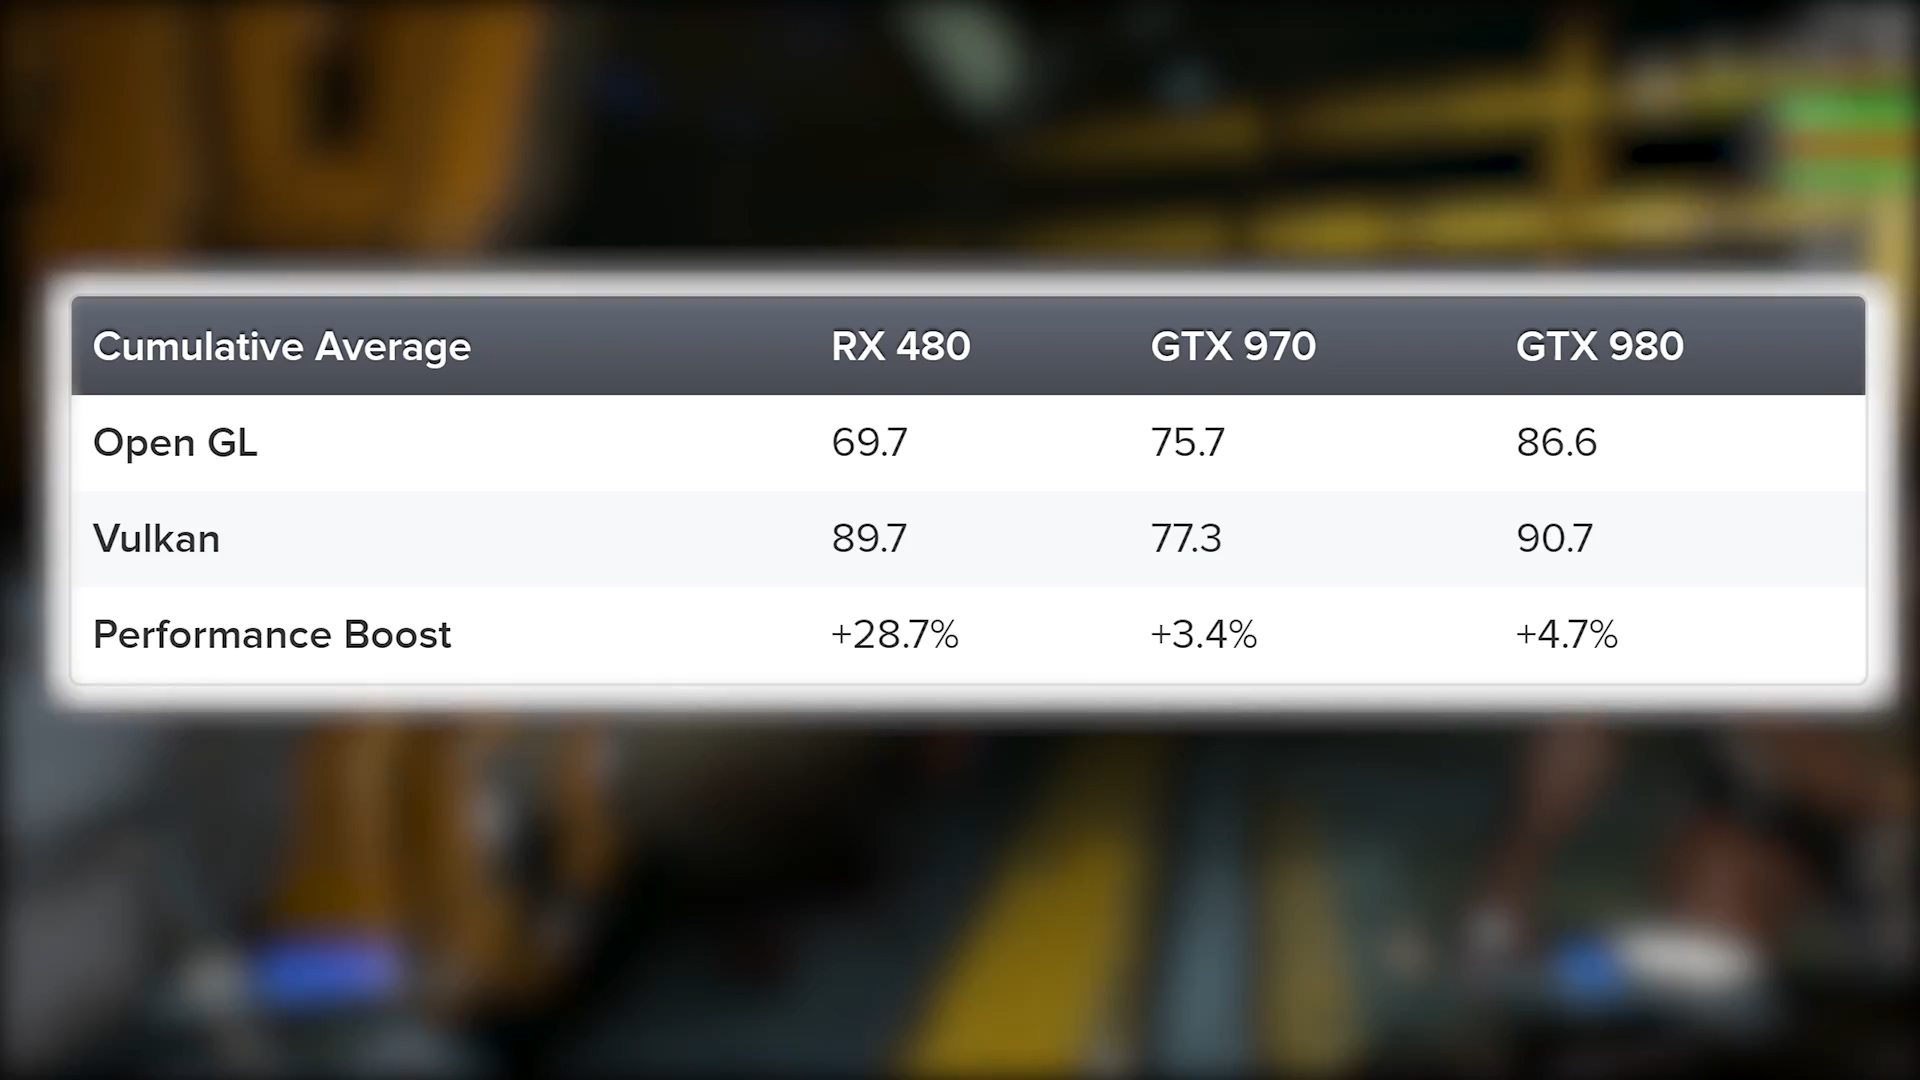 Cumulative Average RX 480 GTX 970 GTX 980
Open GL 69.7 75.7 86.6
Vulkan 89.7 77.3 90.7
Performance Boost +28.7% +3.4% +4.7%